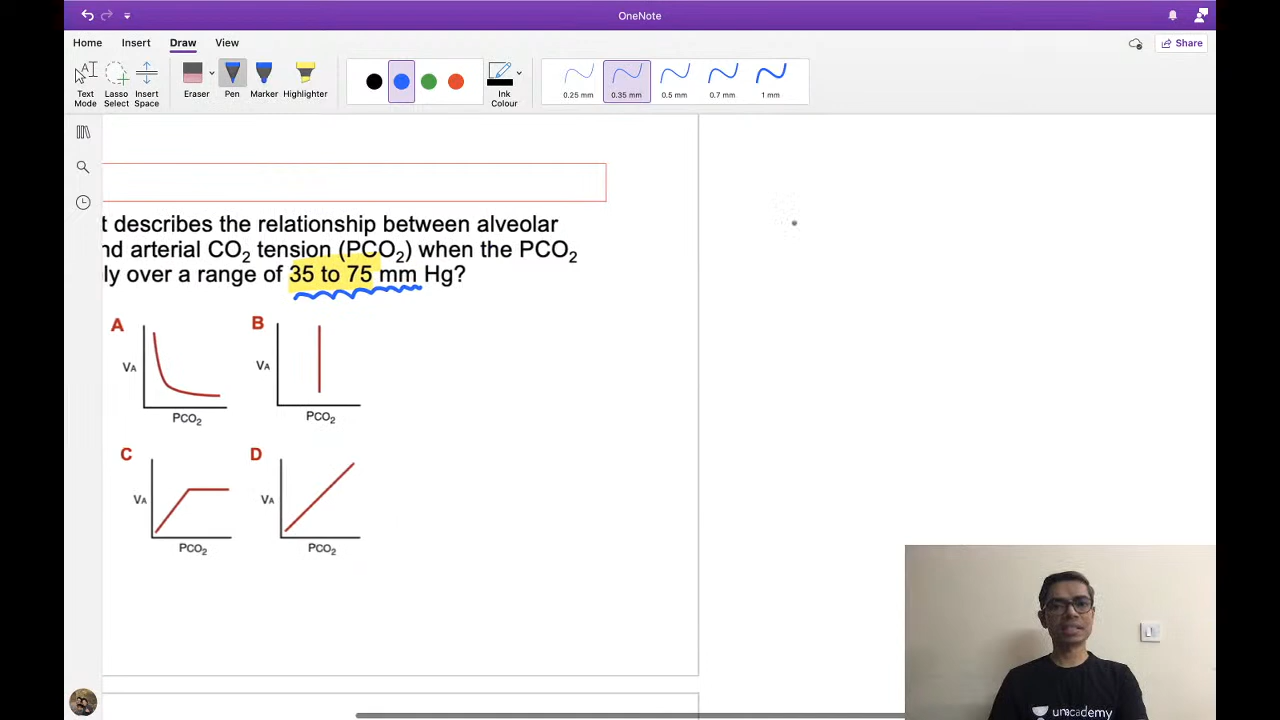 OneNote
Home Insert Draw View
Share
Text Mode
Lasso Select
Insert Space
Eraser
Pen
Marker
Highlighter
Ink Colour
0.25 mm
0.35 mm
0.5 mm
0.7 mm
1 mm
t describes the relationship between alveolar
nd arterial CO₂ tension (PCO₂) when the PCO₂
ly over a range of 35 to 75 mm Hg?
A
VA
PCO₂
B
VA
PCO₂
C
VA
PCO₂
D
VA
PCO₂
unacademy